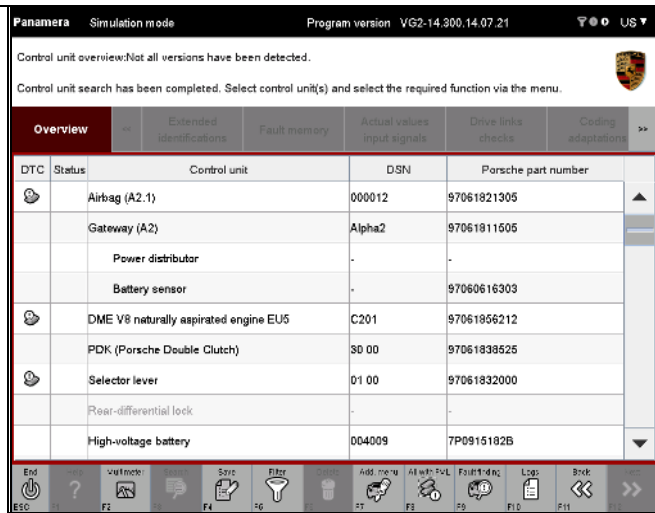 Panamera Simulation mode Program version VG2-14.300.14.07.21 US
Control unit overview:Not all versions have been detected.
Control unit search has been completed. Select control unit(s) and select the required function via the menu.
Overview << Extended identifications Fault memory Actual values input signals Drive links checks Coding adaptations >>
DTC Status Control unit DSN Porsche part number
Airbag (A2.1) 000012 97061821305
Gateway (A2) Alpha2 97061811505
Power distributor - -
Battery sensor - 97060616303
DME V8 naturally aspirated engine EU5 C201 97061856212
PDK (Porsche Double Clutch) 30 00 97061838525
Selector lever 01 00 97061832000
Rear-differential lock - -
High-voltage battery 004009 7P0915182B
End Help Multimeter Search Save Filter Delete Add. menu All with FML Faultfinding Logs Back
ESC F1 F2 F3 F4 F6 F7 F8 F9 F10 F11 F12